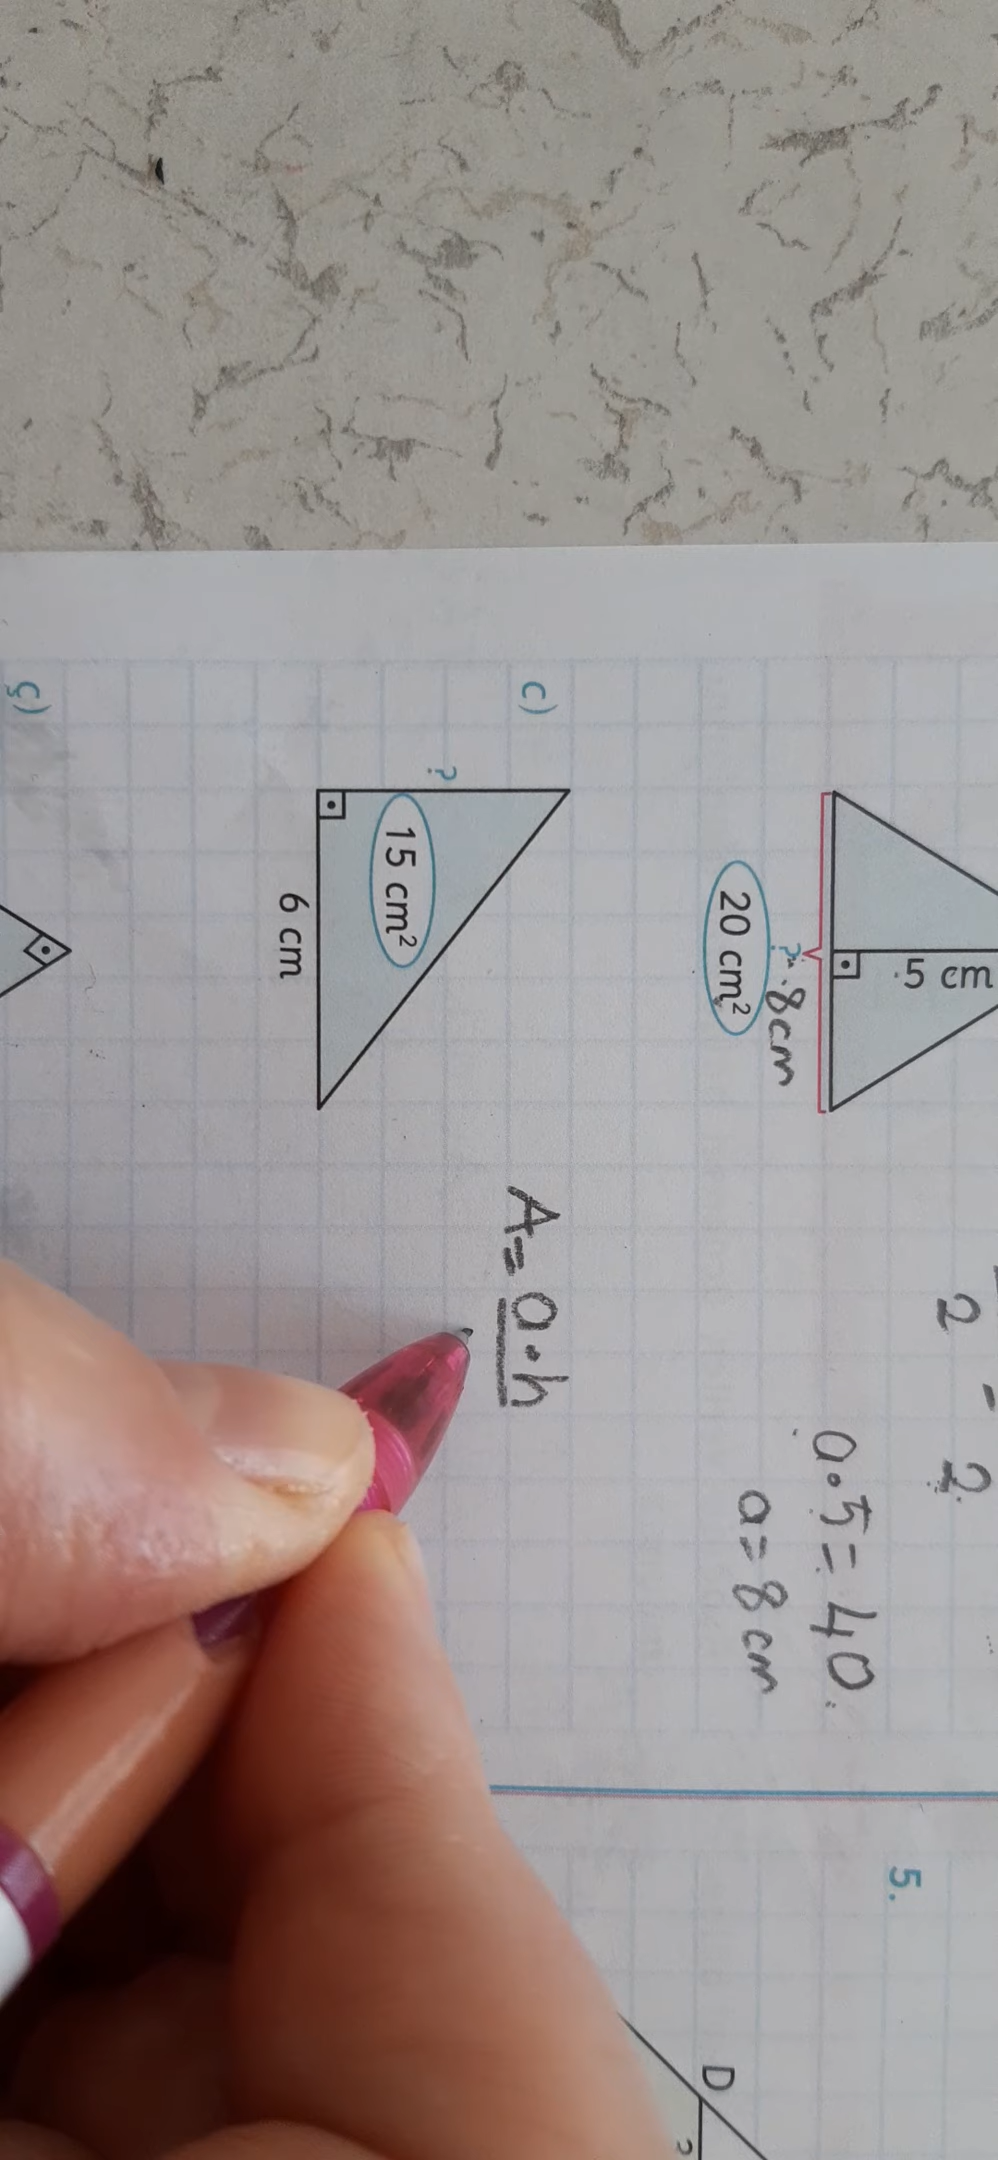 2 = 2
.5 cm
a.5=40
?
8cm
a=8 cm
20 cm²
c)
A=a.h
?
15 cm²
6 cm
ç)
5.
D
?